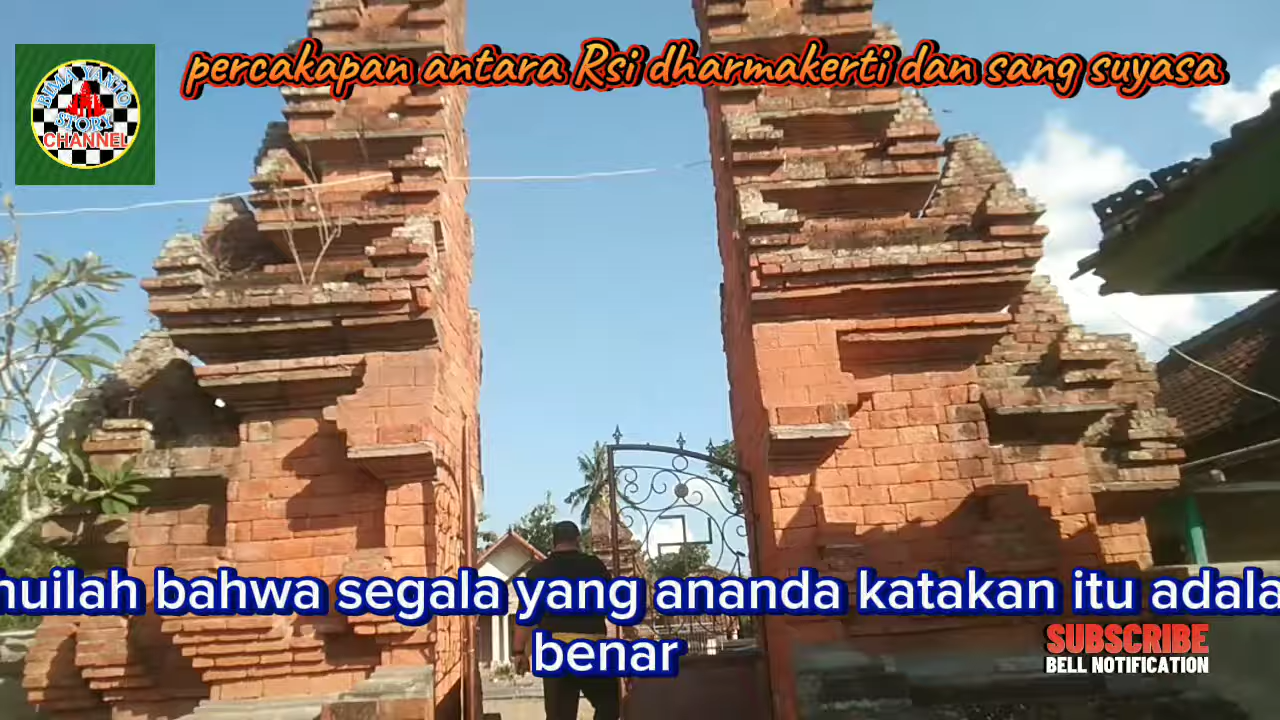 percakapan antara Rsi dharmakerti dan sang suyasa
BIMA YANTO
STORY
CHANNEL
huilah bahwa segala yang ananda katakan itu adala
benar
SUBSCRIBE
BELL NOTIFICATION